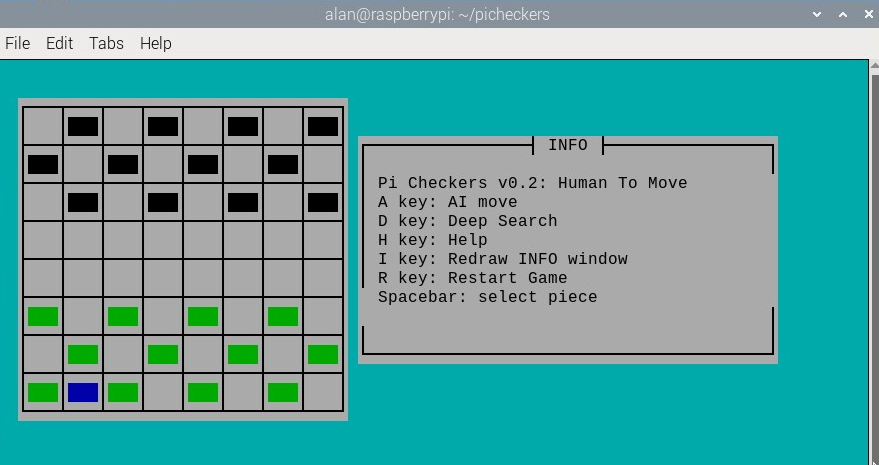 alan@raspberrypi: ~/picheckers
File Edit Tabs Help
INFO
Pi Checkers v0.2: Human To Move
A key: AI move
D key: Deep Search
H key: Help
I key: Redraw INFO window
R key: Restart Game
Spacebar: select piece